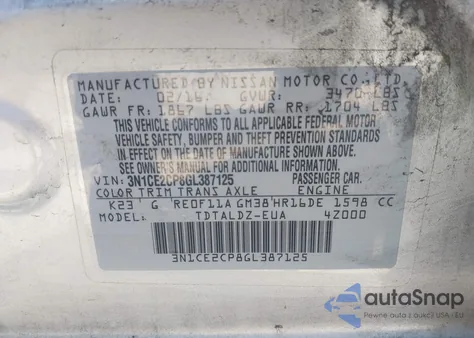 MANUFACTURED BY NISSAN MOTOR CO., LTD.
DATE: 02/16 GVWR: 3470 LBS
GAWR FR: 1867 LBS GAWR RR: 1704 LBS
THIS VEHICLE CONFORMS TO ALL APPLICABLE
FEDERAL MOTOR VEHICLE SAFETY, BUMPER AND THEFT PREVENTION STANDARDS
IN EFFECT ON THE DATE OF MANUFACTURE SHOWN ABOVE.
SEE OWNER'S MANUAL FOR ADDITIONAL INFORMATION.
VIN: 3N1CE2CP8GL387125 PASSENGER CAR.
COLOR TRIM TRANS AXLE ENGINE
K23 G RE0F11A GM38 HR16DE 1598 CC
MODEL: TDTALDZ-EUA 4Z000
3N1CE2CP8GL387125
autaSnap
Pewne auto z USA